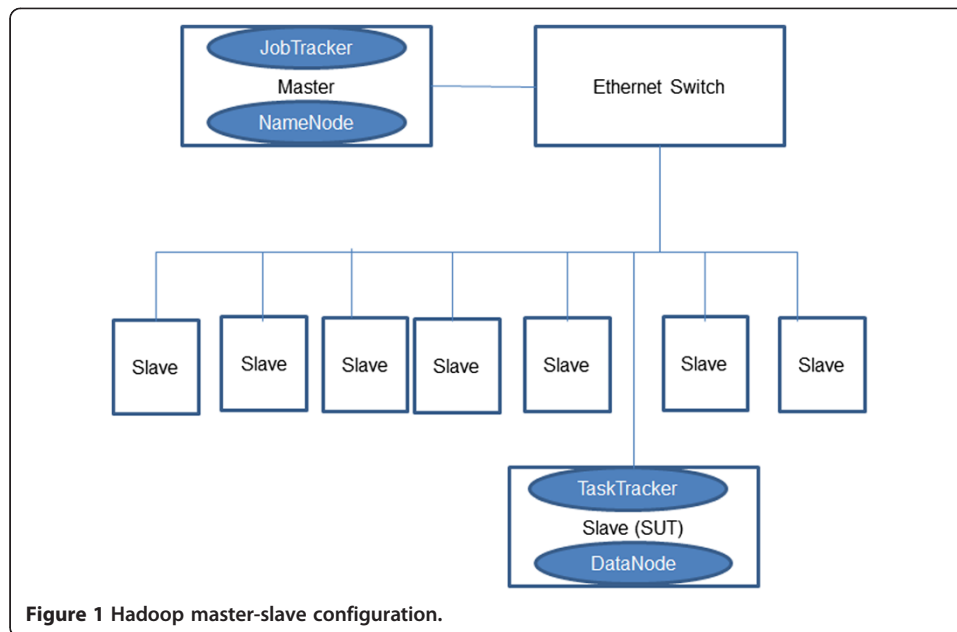 JobTracker
Master
NameNode
Ethernet Switch
Slave
Slave
Slave
Slave
Slave
Slave
Slave
TaskTracker
Slave (SUT)
DataNode
Figure 1 Hadoop master-slave configuration.